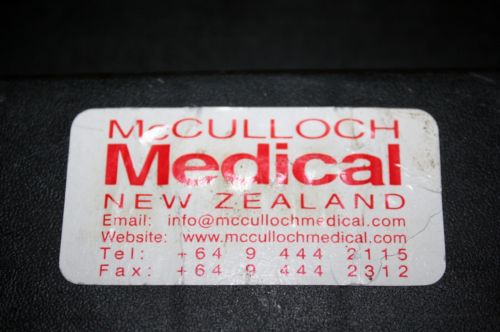 McCULLOCH
Medical
NEW ZEALAND
Email: info@mccullochmedical.com
Website: www.mccullochmedical.com
Tel: +64 9 444 2115
Fax: +64 9 444 2312